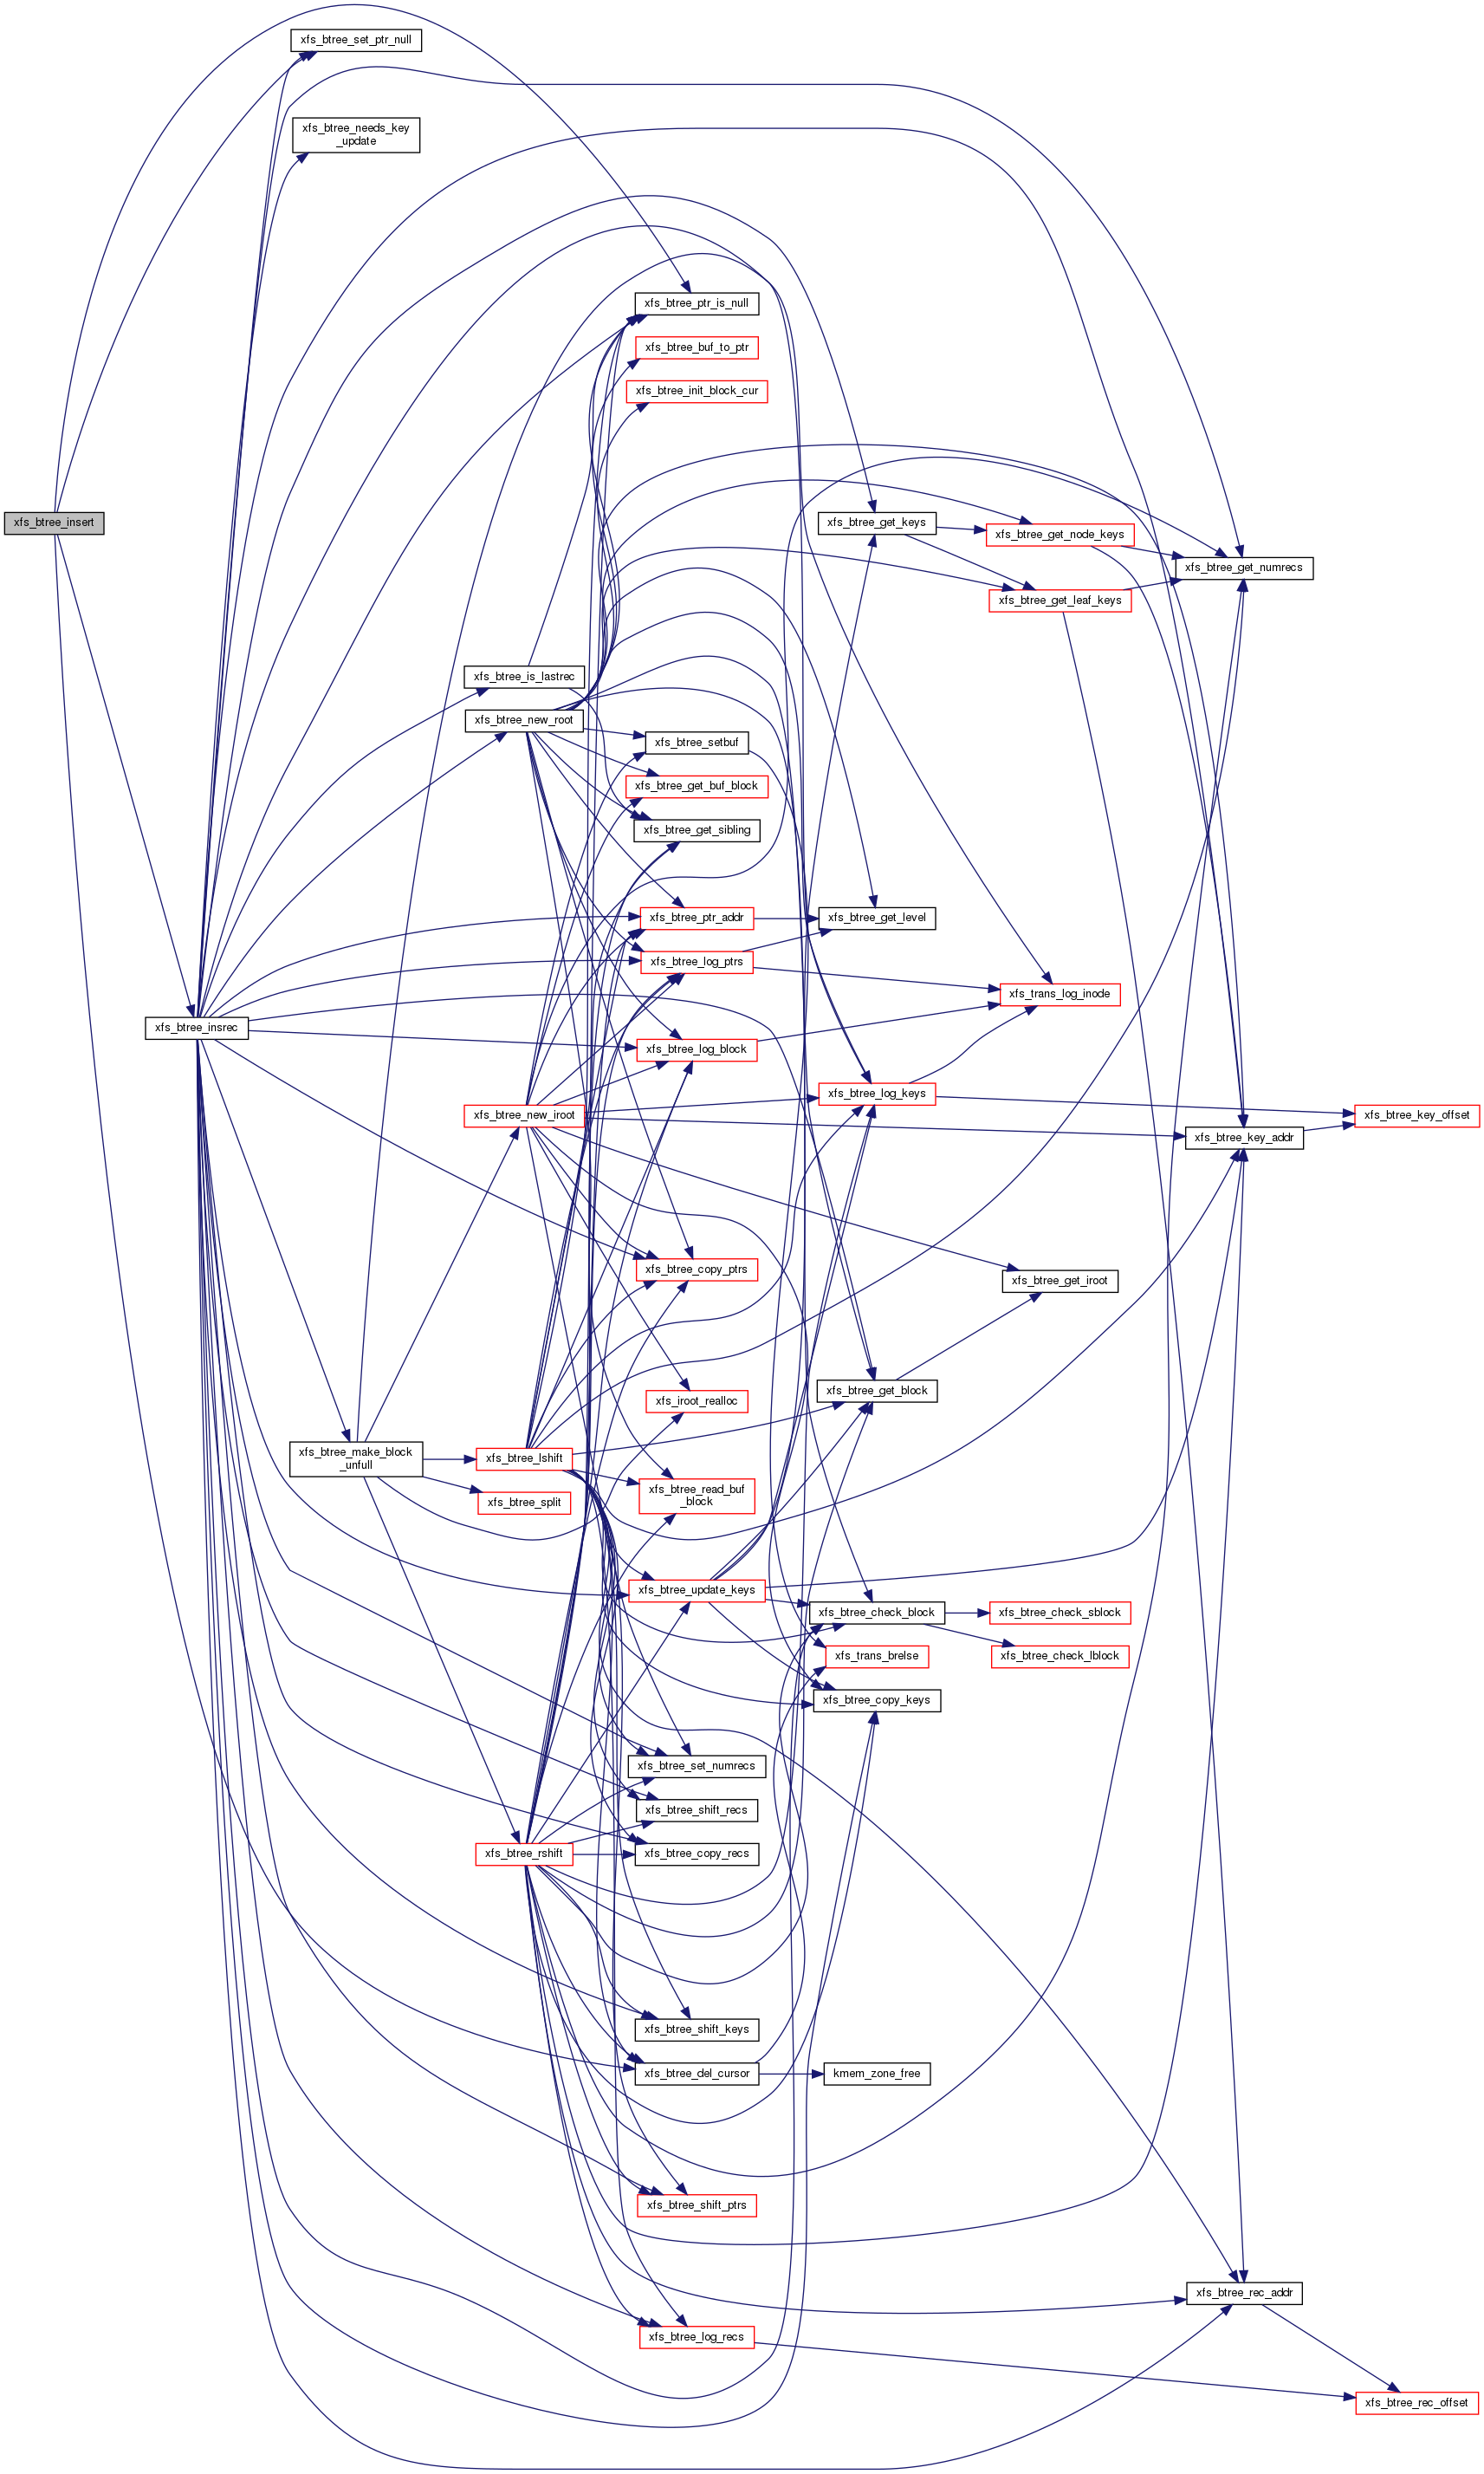 xfs_btree_set_ptr_null
xfs_btree_needs_key
_update
xfs_btree_ptr_is_null
xfs_btree_buf_to_ptr
xfs_btree_init_block_cur
xfs_btree_insert
xfs_btree_get_keys
xfs_btree_get_node_keys
xfs_btree_get_numrecs
xfs_btree_get_leaf_keys
xfs_btree_is_lastrec
xfs_btree_new_root
xfs_btree_setbuf
xfs_btree_get_buf_block
xfs_btree_get_sibling
xfs_btree_ptr_addr
xfs_btree_get_level
xfs_btree_log_ptrs
xfs_trans_log_inode
xfs_btree_insrec
xfs_btree_log_block
xfs_btree_log_keys
xfs_btree_new_iroot
xfs_btree_key_offset
xfs_btree_key_addr
xfs_btree_copy_ptrs
xfs_btree_get_iroot
xfs_btree_get_block
xfs_iroot_realloc
xfs_btree_make_block
_unfull
xfs_btree_lshift
xfs_btree_read_buf
_block
xfs_btree_split
xfs_btree_update_keys
xfs_btree_check_block
xfs_btree_check_sblock
xfs_btree_check_lblock
xfs_trans_brelse
xfs_btree_copy_keys
xfs_btree_set_numrecs
xfs_btree_shift_recs
xfs_btree_rshift
xfs_btree_copy_recs
xfs_btree_shift_keys
xfs_btree_del_cursor
kmem_zone_free
xfs_btree_shift_ptrs
xfs_btree_rec_addr
xfs_btree_log_recs
xfs_btree_rec_offset